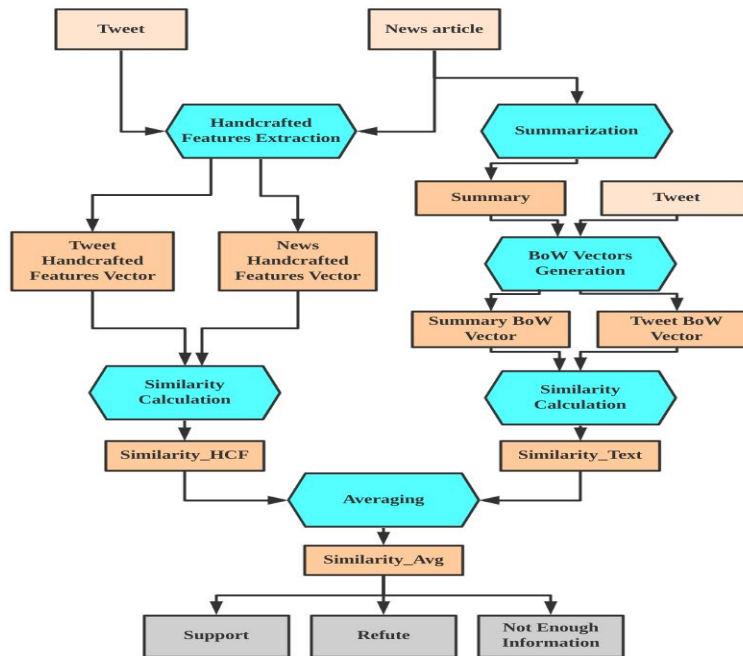 Tweet
News article
Handcrafted
Features Extraction
Summarization
Summary
Tweet
Tweet
Handcrafted
Features Vector
News
Handcrafted
Features Vector
BoW Vectors
Generation
Summary BoW
Vector
Tweet BoW
Vector
Similarity
Calculation
Similarity
Calculation
Similarity_HCF
Similarity_Text
Averaging
Similarity_Avg
Support
Refute
Not Enough
Information